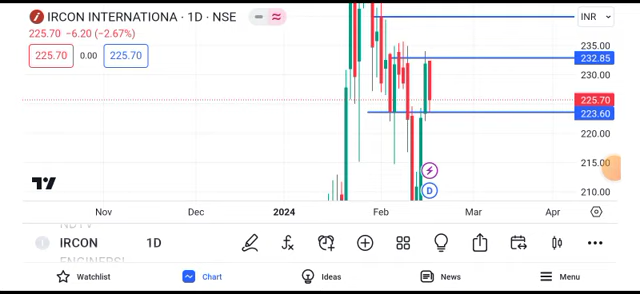 IRCON INTERNATIONA · 1D · NSE
INR
225.70 −6.20 (−2.67%)
225.70 0.00 225.70
235.00
232.85
230.00
225.70
223.60
220.00
215.00
210.00
D
Nov Dec 2024 Feb Mar Apr
NDTV
IRCON 1D
ENGINERSI
Watchlist Chart Ideas News Menu